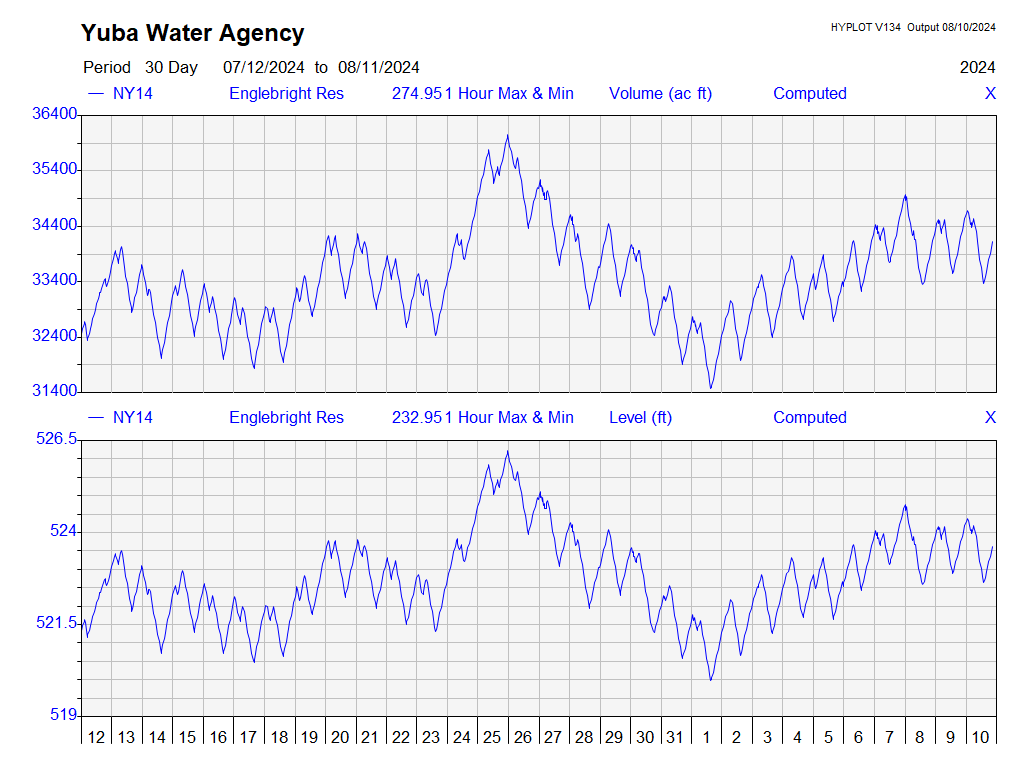 Yuba Water Agency
HYPLOT V134 Output 08/10/2024
Period 30 Day 07/12/2024 to 08/11/2024 2024
NY14 Englebright Res 274.951 Hour Max & Min Volume (ac ft) Computed X
36400
35400
34400
33400
32400
31400
NY14 Englebright Res 232.951 Hour Max & Min Level (ft) Computed X
526.5
524
521.5
519
12 13 14 15 16 17 18 19 20 21 22 23 24 25 26 27 28 29 30 31 1 2 3 4 5 6 7 8 9 10